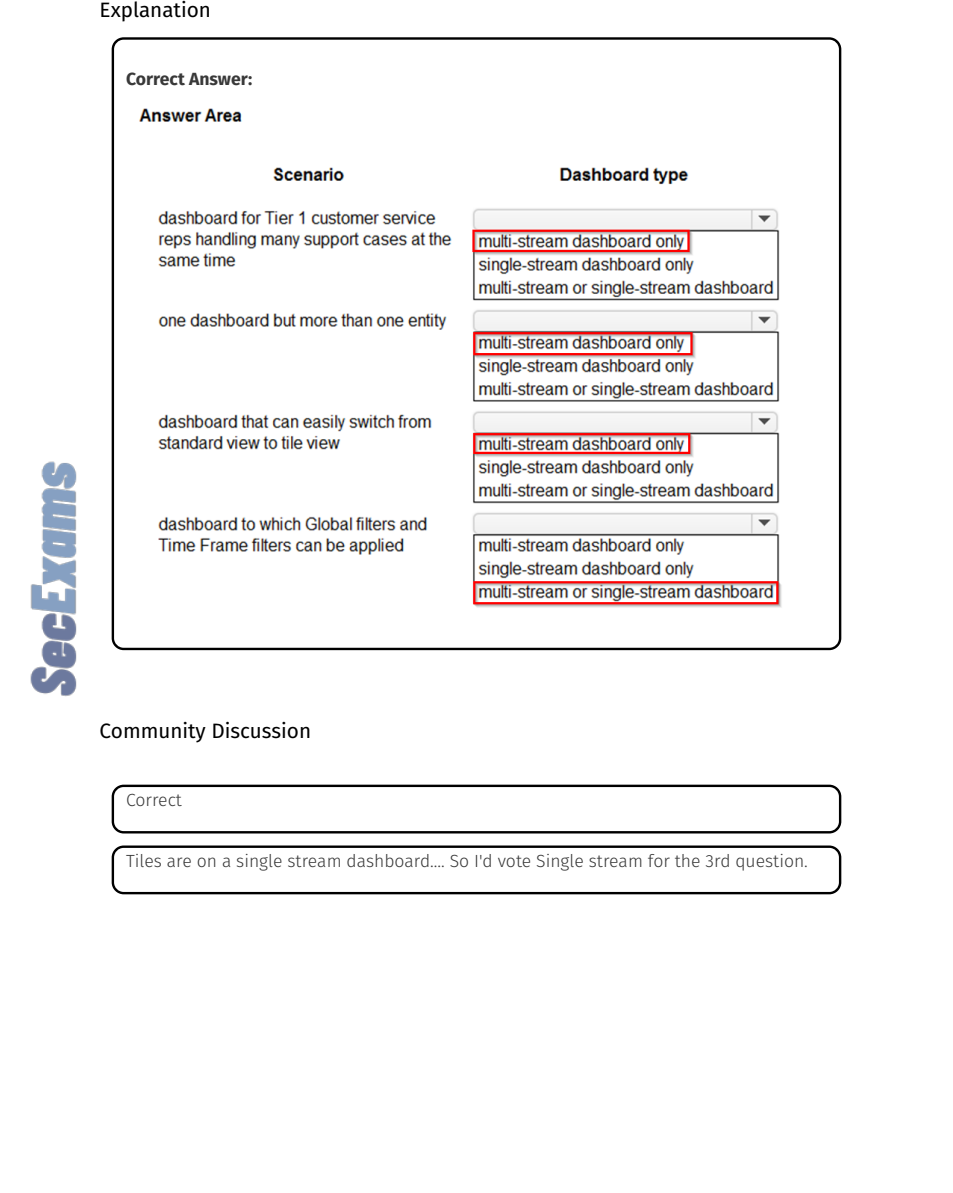 Explanation
Correct Answer:
Answer Area
Scenario
Dashboard type
dashboard for Tier 1 customer service
reps handling many support cases at the
same time
multi-stream dashboard only
single-stream dashboard only
multi-stream or single-stream dashboard
one dashboard but more than one entity
multi-stream dashboard only
single-stream dashboard only
multi-stream or single-stream dashboard
dashboard that can easily switch from
standard view to tile view
multi-stream dashboard only
single-stream dashboard only
multi-stream or single-stream dashboard
dashboard to which Global filters and
Time Frame filters can be applied
multi-stream dashboard only
single-stream dashboard only
multi-stream or single-stream dashboard
SecExams
Community Discussion
Correct
Tiles are on a single stream dashboard.... So I'd vote Single stream for the 3rd question.